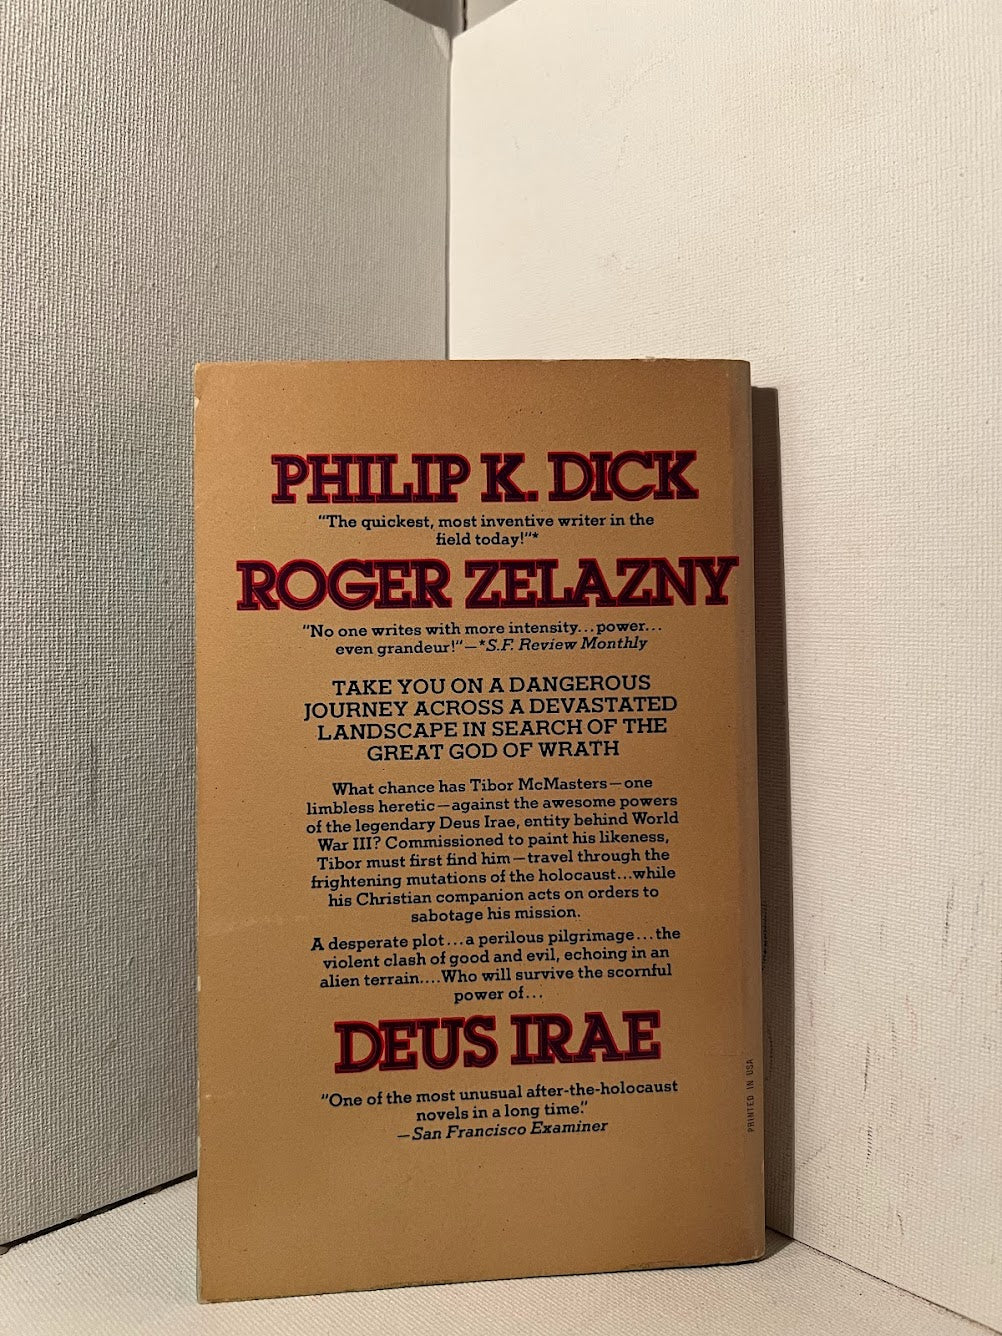 PHILIP K. DICK
"The quickest, most inventive writer in the
field today!"*
ROGER ZELAZNY
"No one writes with more intensity...power...
even grandeur!"—*S.F. Review Monthly
TAKE YOU ON A DANGEROUS
JOURNEY ACROSS A DEVASTATED
LANDSCAPE IN SEARCH OF THE
GREAT GOD OF WRATH
What chance has Tibor McMasters—one
limbless heretic—against the awesome powers
of the legendary Deus Irae, entity behind World
War III? Commissioned to paint his likeness,
Tibor must first find him—travel through the
frightening mutations of the holocaust...while
his Christian companion acts on orders to
sabotage his mission.
A desperate plot...a perilous pilgrimage...the
violent clash of good and evil, echoing in an
alien terrain....Who will survive the scornful
power of...
DEUS IRAE
"One of the most unusual after-the-holocaust
novels in a long time."
—San Francisco Examiner
PRINTED IN USA